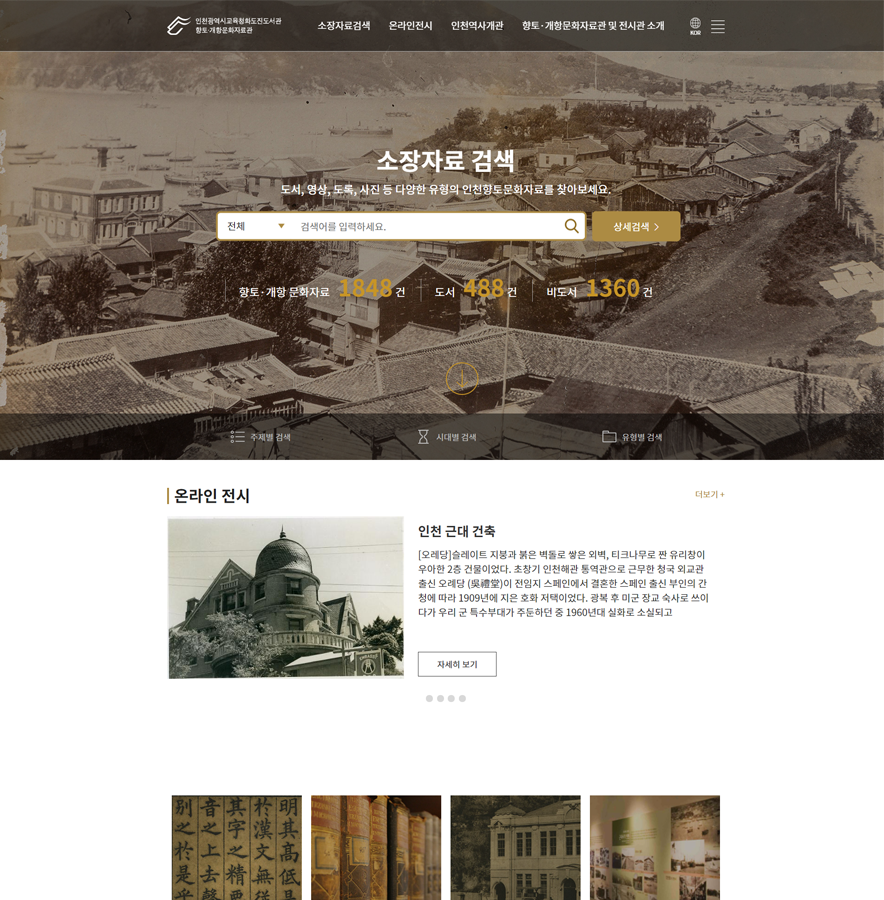 인천광역시교육청화도진도서관
향토·개항문화자료관
소장자료검색
온라인전시
인천역사개관
향토·개항문화자료관 및 전시관 소개
KOR
소장자료 검색
도서, 영상, 도록, 사진 등 다양한 유형의 인천향토문화자료를 찾아보세요.
전체
검색어를 입력하세요.
상세검색
향토·개항 문화자료 1848 건
도서 488 건
비도서 1360 건
주제별 검색
시대별 검색
유형별 검색
온라인 전시
더보기 +
인천 근대 건축
[오례당]슬레이트 지붕과 붉은 벽돌로 쌓은 외벽, 티크나무로 짠 유리창이
우아한 2층 건물이었다. 초창기 인천해관 통역관으로 근무한 청국 외교관
출신 오례당 (吳禮堂)이 전임지 스페인에서 결혼한 스페인 출신 부인의 간
청에 따라 1909년에 지은 호화 저택이었다. 광복 후 미군 장교 숙사로 쓰이
다가 우리 군 특수부대가 주둔하던 중 1960년대 실화로 소실되고
자세히 보기
別 音 其 於 明
之 之 字 漢 其
於 上 之 文 高
是 去 精 無 低